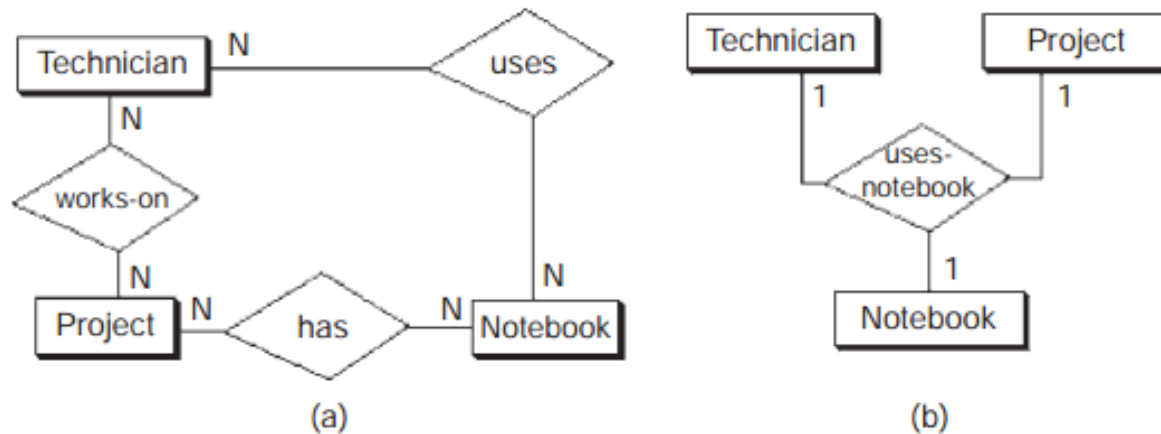 N
Technician
uses
N
works-on
N
N
N
N
Project
has
Notebook
(a)
Technician
Project
1
1
uses-
notebook
1
Notebook
(b)